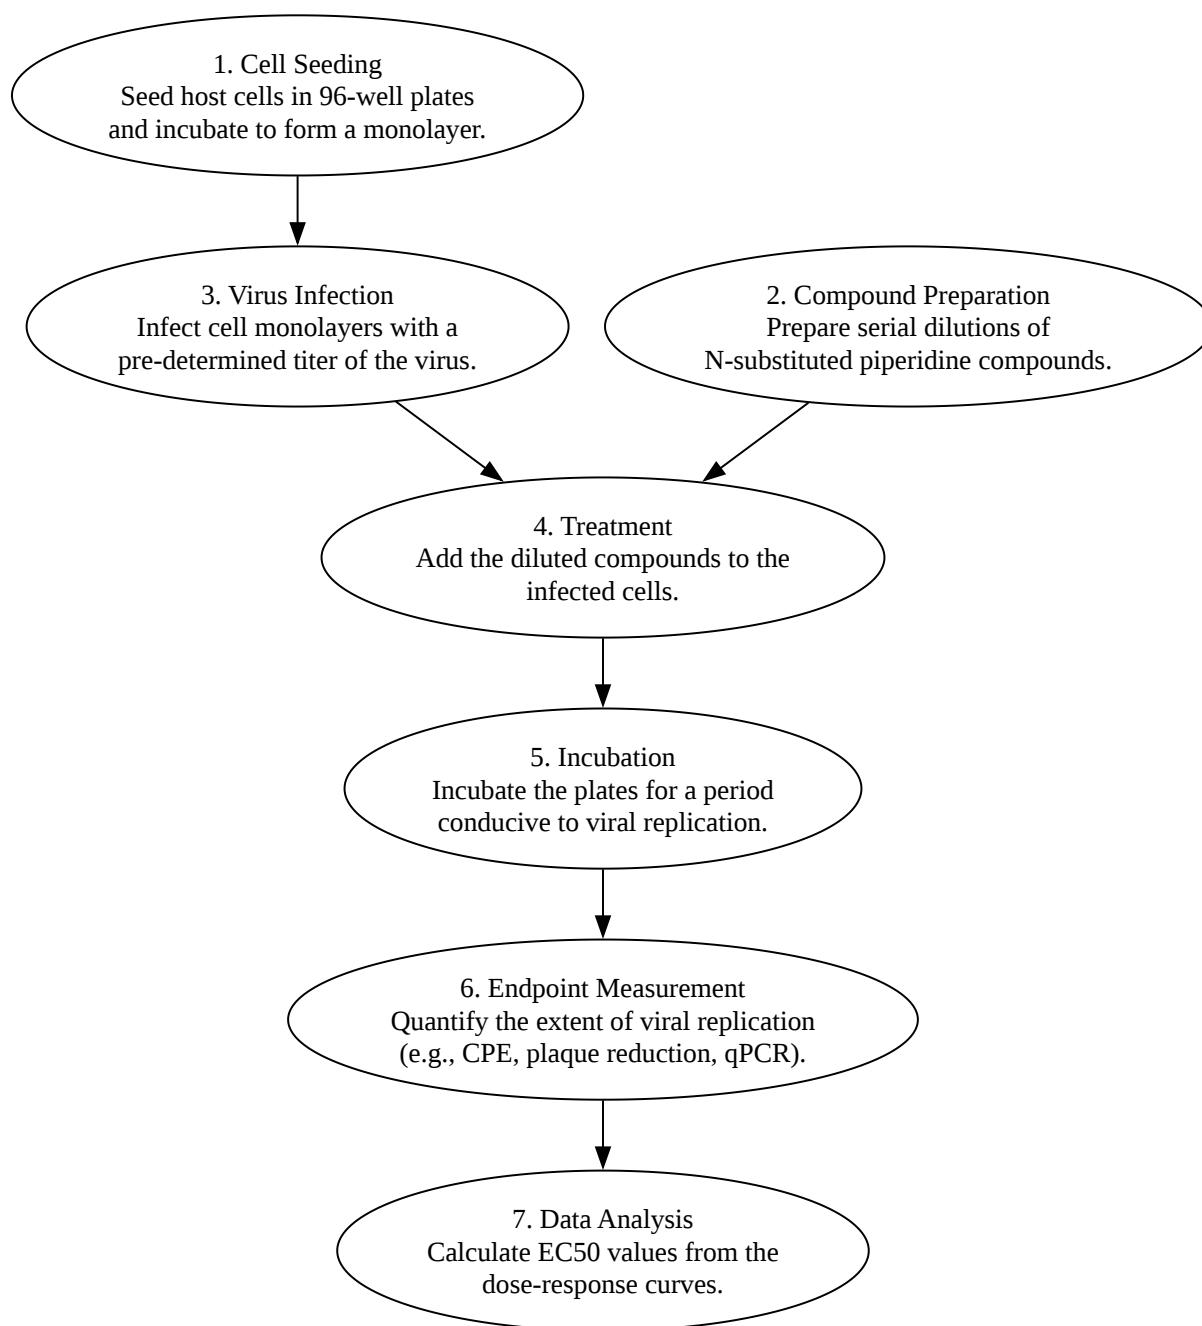 1. Cell Seeding
Seed host cells in 96-well plates
and incubate to form a monolayer.
3. Virus Infection
Infect cell monolayers with a
pre-determined titer of the virus.
2. Compound Preparation
Prepare serial dilutions of
N-substituted piperidine compounds.
4. Treatment
Add the diluted compounds to the
infected cells.
5. Incubation
Incubate the plates for a period
conducive to viral replication.
6. Endpoint Measurement
Quantify the extent of viral replication
(e.g., CPE, plaque reduction, qPCR).
7. Data Analysis
Calculate EC50 values from the
dose-response curves.